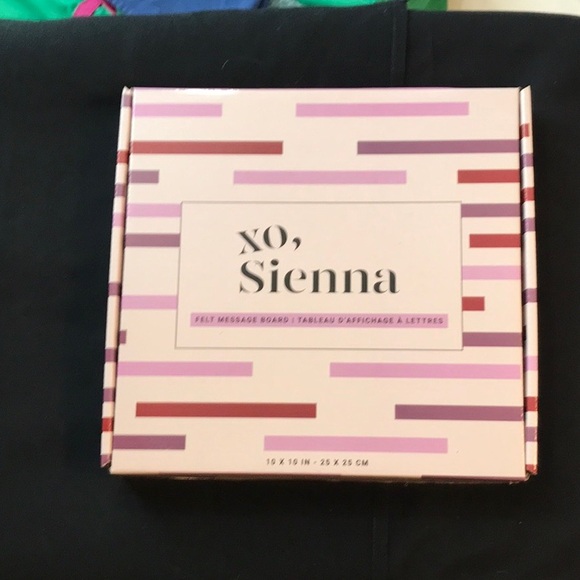 xo,
Sienna
FELT MESSAGE BOARD | TABLEAU D'AFFICHAGE À LETTRES
10 X 10 IN - 25 X 25 CM